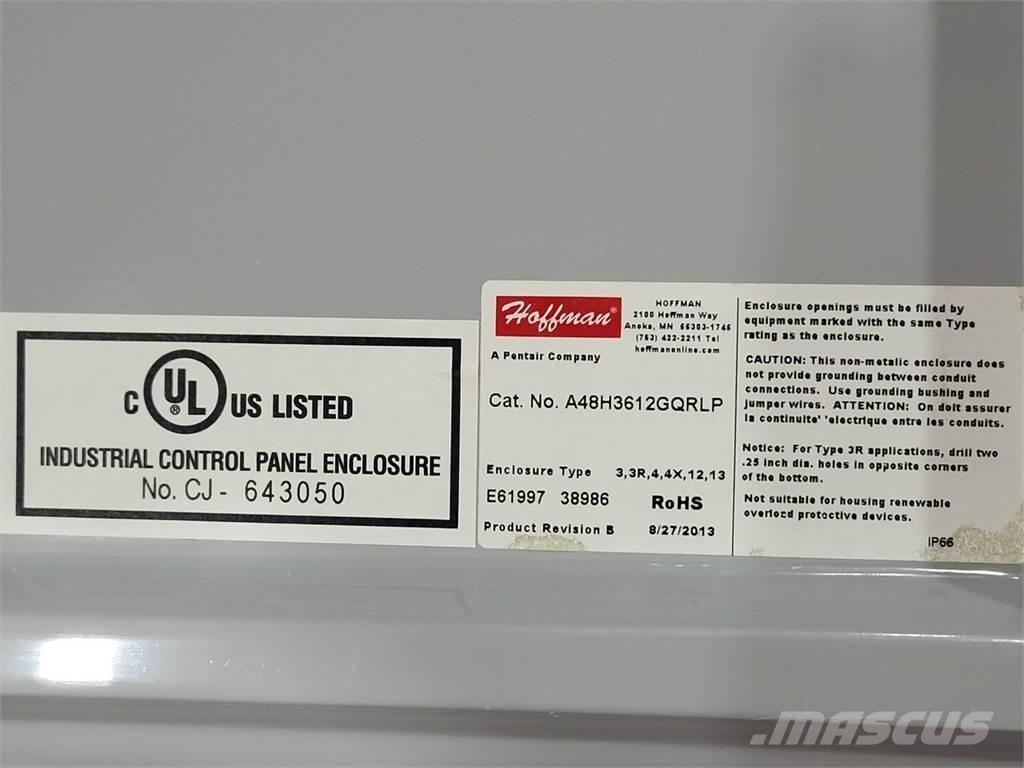 C UL ® US LISTED
INDUSTRIAL CONTROL PANEL ENCLOSURE
No. CJ - 643050
Hoffman®
A Pentair Company
HOFFMAN
2100 Hoffman Way
Anoka, MN 55303-1745
(763) 422-2211 Tel
hoffmanonline.com
Cat. No. A48H3612GQRLP
Enclosure Type 3,3R,4,4X,12,13
E61997 38986 RoHS
Product Revision B 8/27/2013
Enclosure openings must be filled by
equipment marked with the same Type
rating as the enclosure.
CAUTION: This non-metalic enclosure does
not provide grounding between conduit
connections. Use grounding bushing and
jumper wires. ATTENTION: On doit assurer
la continuite' 'electrique entre les conduits.
Notice: For Type 3R applications, drill two
.25 inch dia. holes in opposite corners
of the bottom.
Not suitable for housing renewable
overload protective devices.
IP66
MASCUS